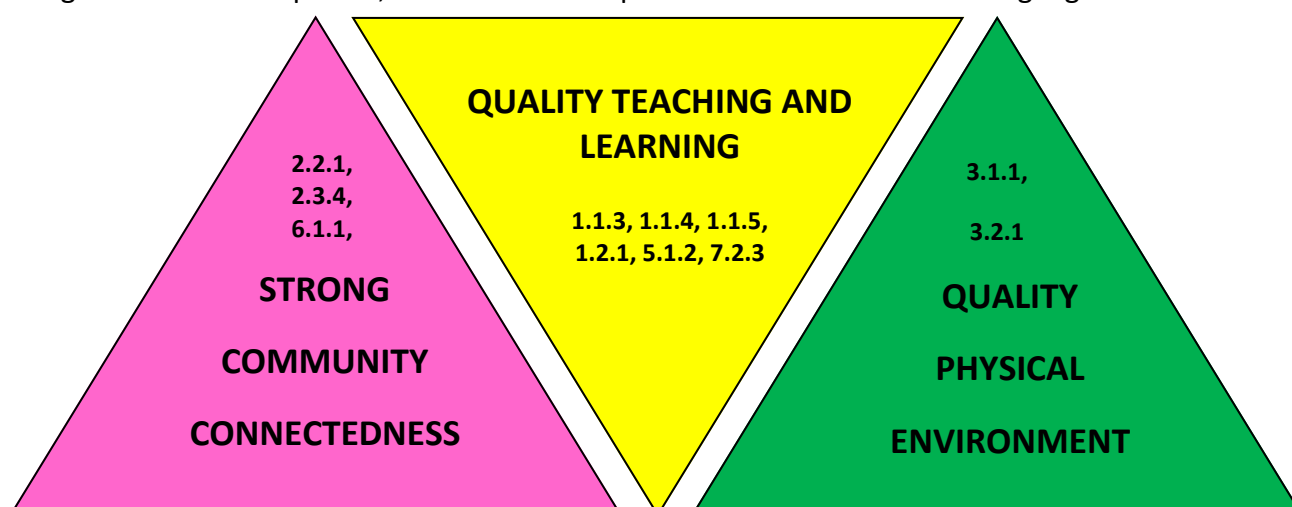 2.2.1,
2.3.4,
6.1.1,
STRONG
COMMUNITY
CONNECTEDNESS
QUALITY TEACHING AND
LEARNING
1.1.3, 1.1.4, 1.1.5,
1.2.1, 5.1.2, 7.2.3
3.1.1,
3.2.1
QUALITY
PHYSICAL
ENVIRONMENT